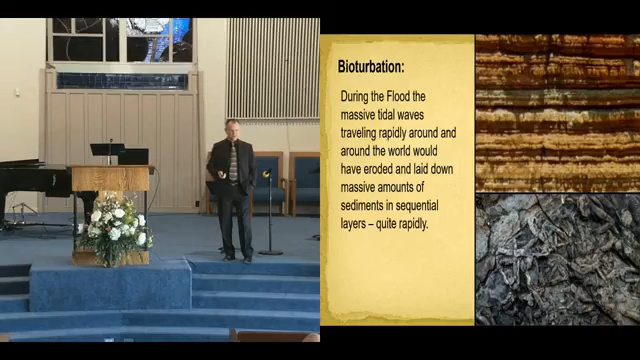 Bioturbation:
During the Flood the
massive tidal waves
traveling rapidly around and
around the world would
have eroded and laid down
massive amounts of
sediments in sequential
layers – quite rapidly.